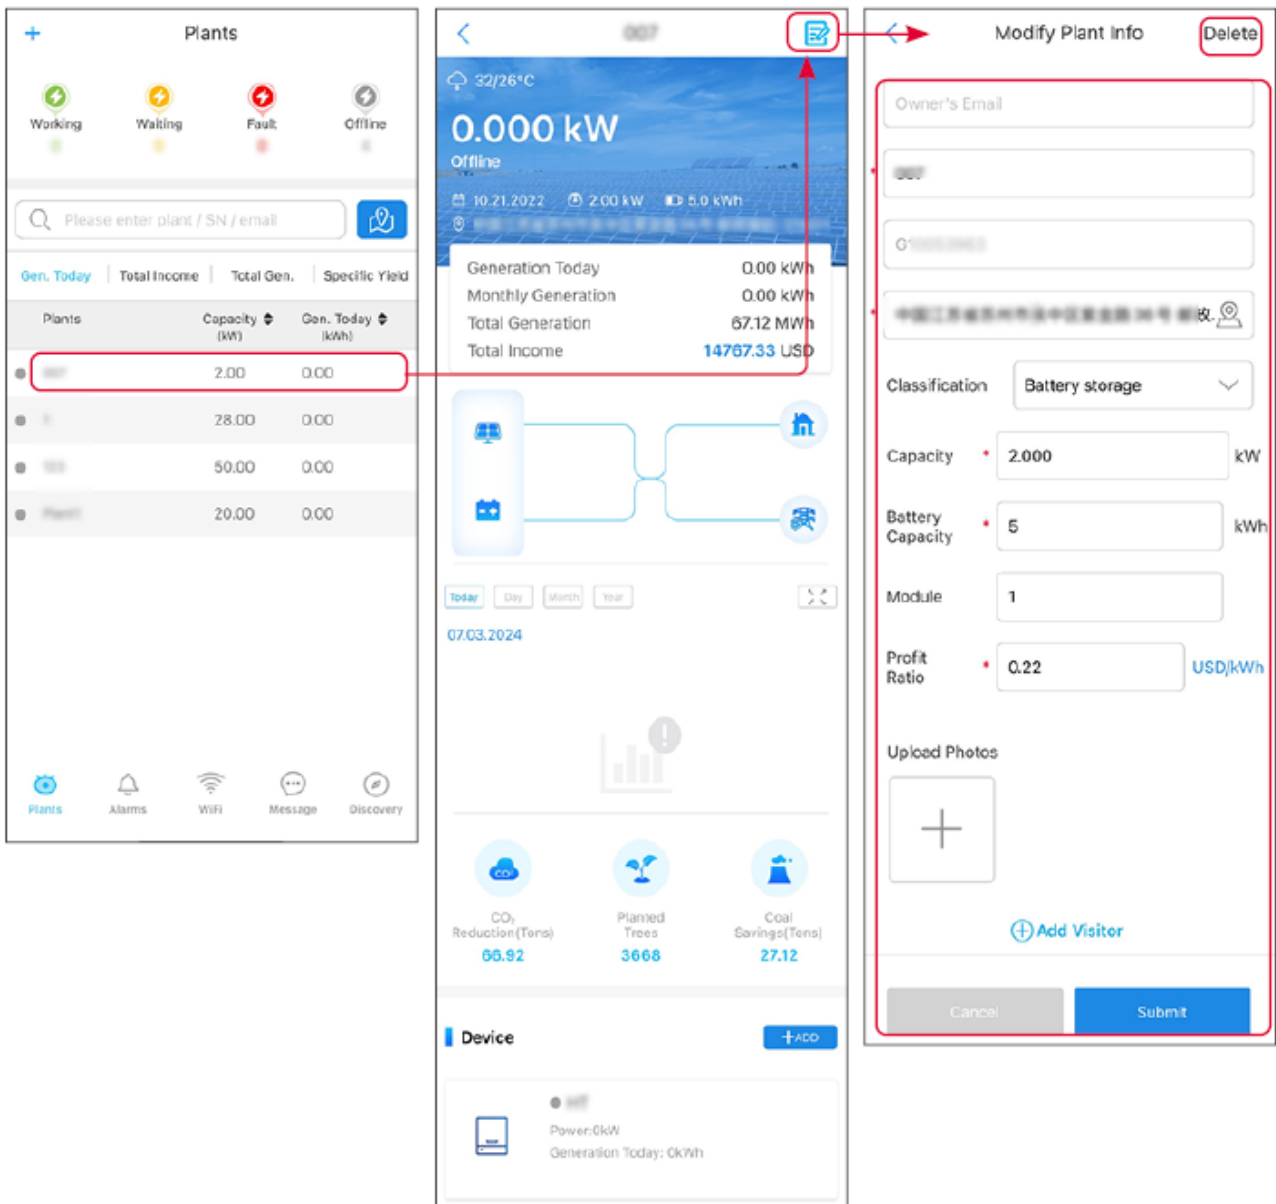 Plants
Working
Waiting
Fault
Offline
Please enter plant / SN / email
Gen. Today
Total Income
Total Gen.
Specific Yield
Plants
Capacity
(kW)
Gen. Today
(kWh)
2.00 0.00
28.00 0.00
50.00 0.00
20.00 0.00
Plants
Alarms
WiFi
Message
Discovery
007
32/26°C
0.000 kW
Offline
10.21.2022 2.00 kW 5.0 kWh
Generation Today 0.00 kWh
Monthly Generation 0.00 kWh
Total Generation 67.12 MWh
Total Income 14767.33 USD
Today Day Month Year
07.03.2024
CO₂
Reduction(Tons)
66.92
Planted
Trees
3668
Coal
Savings(Tons)
27.12
Device
+ADD
Power:0kW
Generation Today: 0kWh
Modify Plant Info
Delete
Owner's Email
007
Classification Battery storage
Capacity * 2.000 kW
Battery
Capacity
* 5 kWh
Module 1
Profit
Ratio
* 0.22 USD/kWh
Upload Photos
Add Visitor
Cancel
Submit